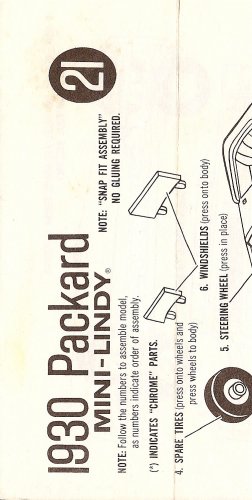 1930 Packard
MINI-LINDY®
21
NOTE: "SNAP FIT ASSEMBLY"
NO GLUING REQUIRED.
NOTE: Follow the numbers to assemble model,
as numbers indicate order of assembly.
(*) INDICATES "CHROME" PARTS.
6. WINDSHIELDS (press onto body)
4. SPARE TIRES (press onto wheels and
press wheels to body)
5. STEERING WHEEL (press in place)